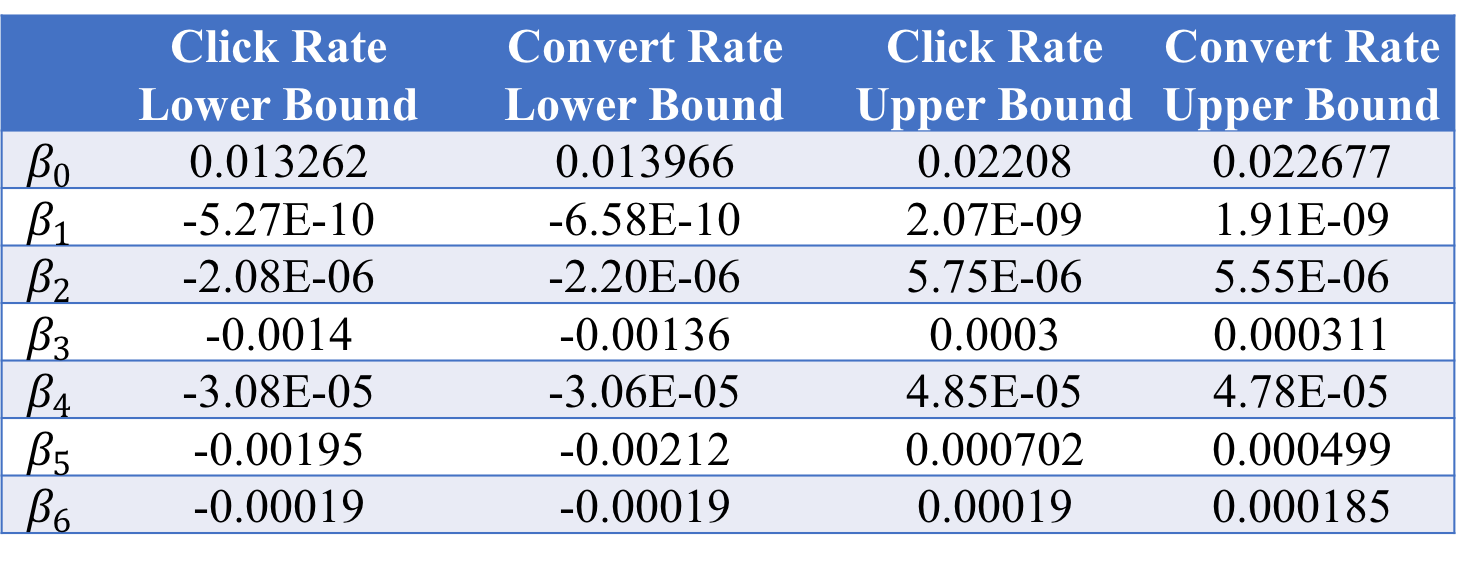 Click Rate Convert Rate Click Rate Convert Rate
Lower Bound Lower Bound Upper Bound Upper Bound
β₀ 0.013262 0.013966 0.02208 0.022677
β₁ -5.27E-10 -6.58E-10 2.07E-09 1.91E-09
β₂ -2.08E-06 -2.20E-06 5.75E-06 5.55E-06
β₃ -0.0014 -0.00136 0.0003 0.000311
β₄ -3.08E-05 -3.06E-05 4.85E-05 4.78E-05
β₅ -0.00195 -0.00212 0.000702 0.000499
β₆ -0.00019 -0.00019 0.00019 0.000185